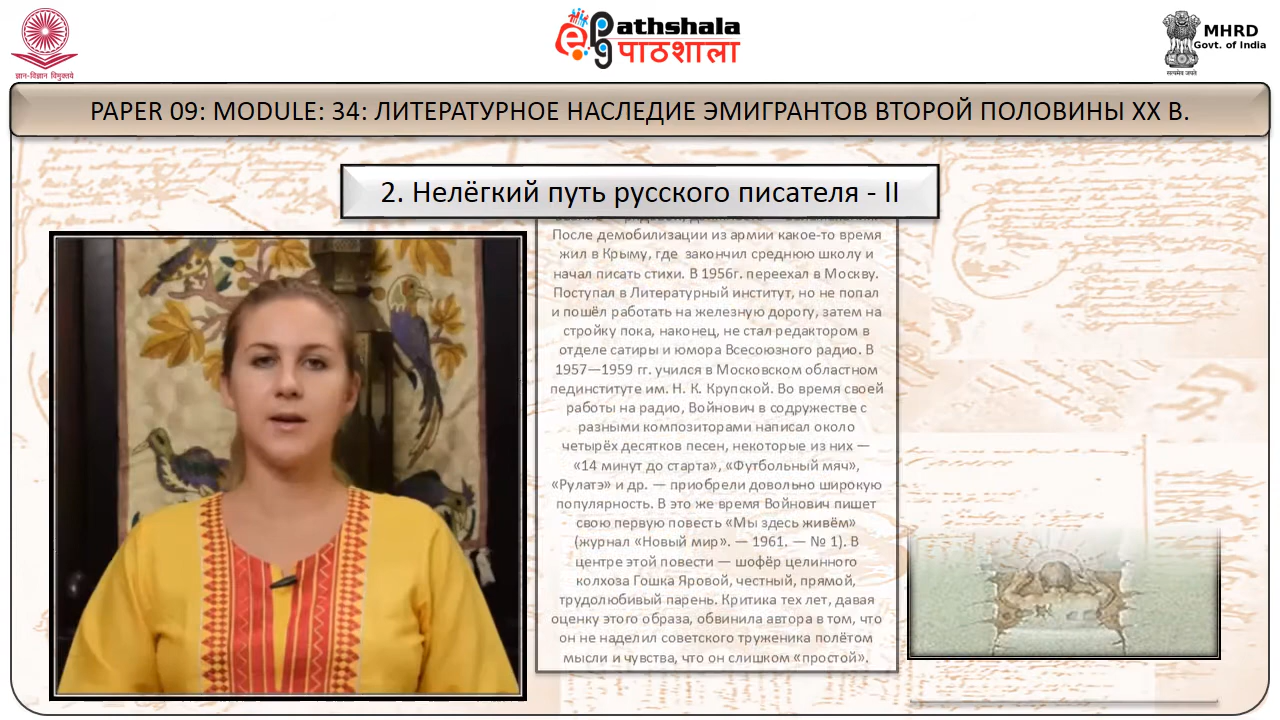 ज्ञान-विज्ञान विमुक्तये
ePathshala
पाठशाला
MHRD
Govt. of India
सत्यमेव जयते
PAPER 09: MODULE: 34: ЛИТЕРАТУРНОЕ НАСЛЕДИЕ ЭМИГРАНТОВ ВТОРОЙ ПОЛОВИНЫ XX В.
2. Нелёгкий путь русского писателя - II
После демобилизации из армии какое-то время
жил в Крыму, где закончил среднюю школу и
начал писать стихи. В 1956г. переехал в Москву.
Поступал в Литературный институт, но не попал
и пошёл работать на железную дорогу, затем на
стройку пока, наконец, не стал редактором в
отделе сатиры и юмора Всесоюзного радио. В
1957—1959 гг. учился в Московском областном
пединституте им. Н. К. Крупской. Во время своей
работы на радио, Войнович в содружестве с
разными композиторами написал около
четырёх десятков песен, некоторые из них —
«14 минут до старта», «Футбольный мяч»,
«Рулатэ» и др. — приобрели довольно широкую
популярность. В это же время Войнович пишет
свою первую повесть «Мы здесь живём»
(журнал «Новый мир». — 1961. — № 1). В
центре этой повести — шофёр целинного
колхоза Гошка Яровой, честный, прямой,
трудолюбивый парень. Критика тех лет, давая
оценку этого образа, обвинила автора в том, что
он не наделил советского труженика полётом
мысли и чувства, что он слишком «простой».